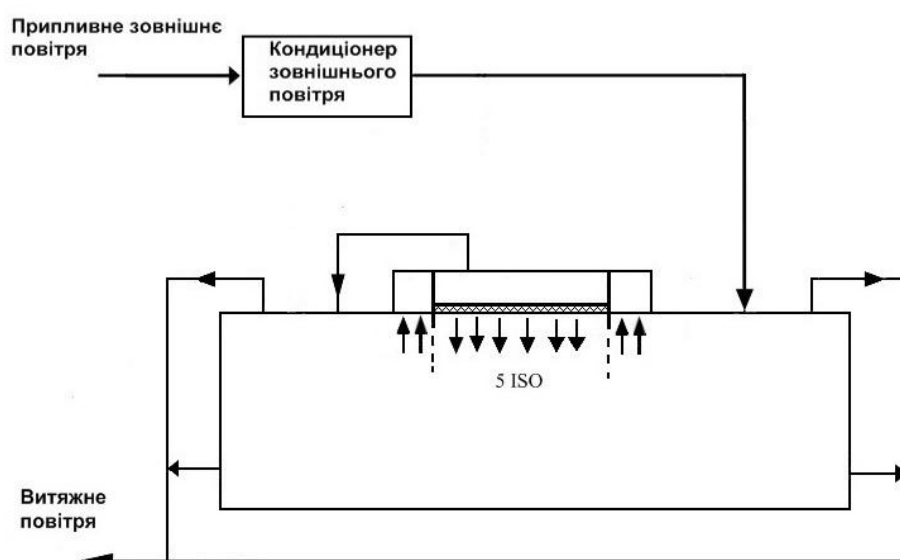 Припливне зовнішнє
повітря
Кондиціонер
зовнішнього
повітря
5 ISO
Витяжне
повітря